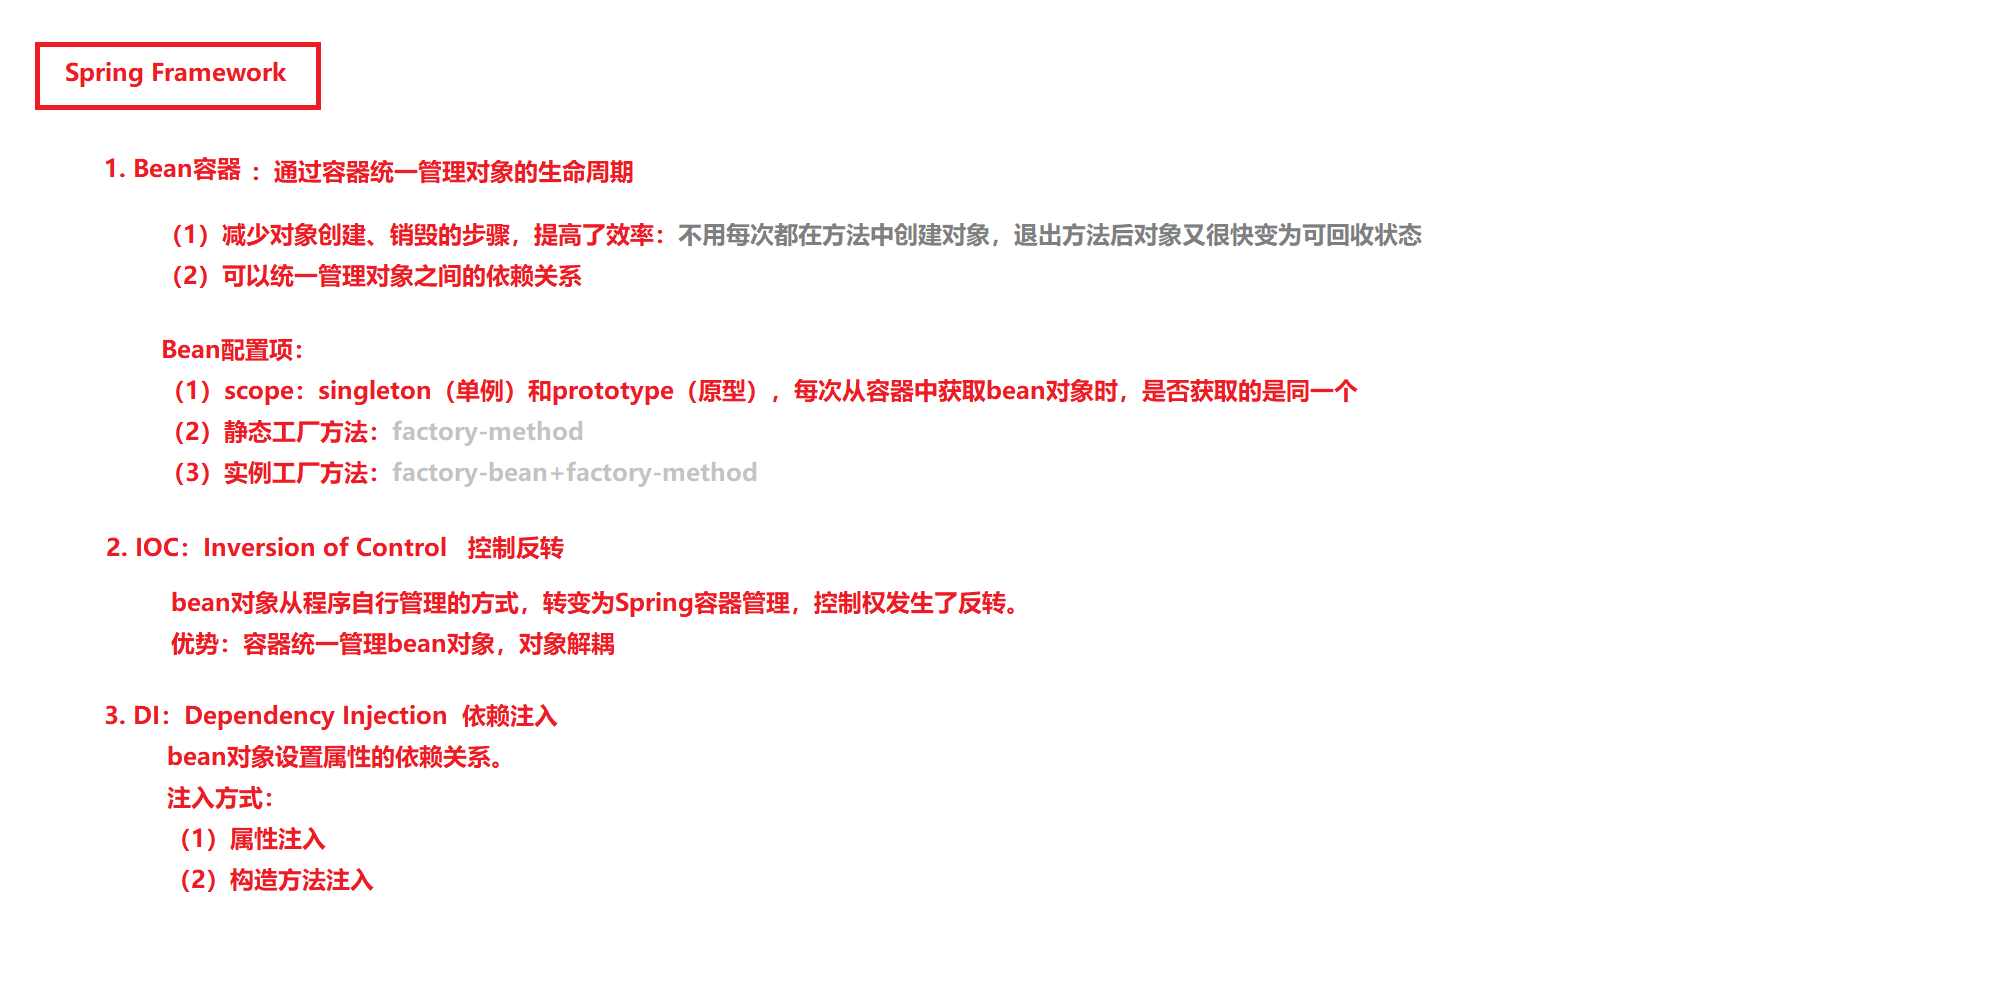 Spring Framework
1. Bean容器 ：通过容器统一管理对象的生命周期
（1）减少对象创建、销毁的步骤，提高了效率：不用每次都在方法中创建对象，退出方法后对象又很快变为可回收状态
（2）可以统一管理对象之间的依赖关系
Bean配置项：
（1）scope：singleton（单例）和prototype（原型），每次从容器中获取bean对象时，是否获取的是同一个
（2）静态工厂方法：factory-method
（3）实例工厂方法：factory-bean+factory-method
2. IOC：Inversion of Control 控制反转
bean对象从程序自行管理的方式，转变为Spring容器管理，控制权发生了反转。
优势：容器统一管理bean对象，对象解耦
3. DI：Dependency Injection 依赖注入
bean对象设置属性的依赖关系。
注入方式：
（1）属性注入
（2）构造方法注入